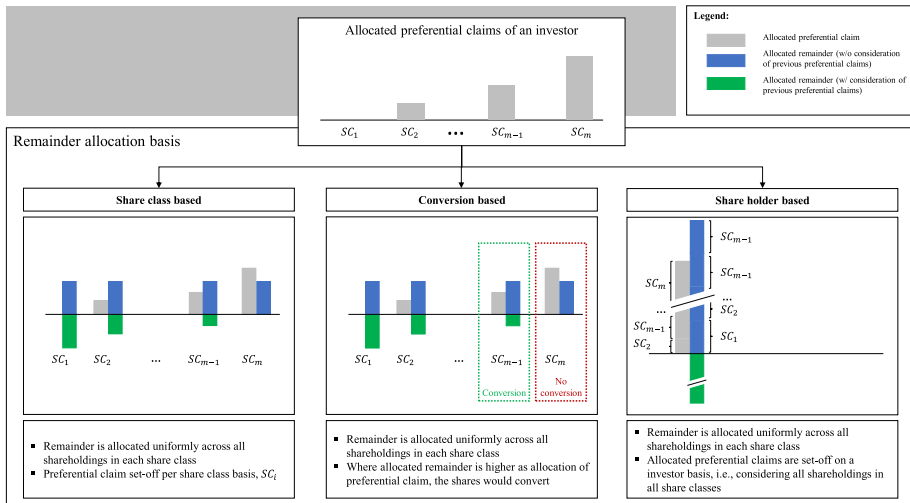 Allocated preferential claims of an investor
SC₁ SC₂ ... SCₘ₋₁ SCₘ
Legend:
Allocated preferential claim
Allocated remainder (w/o consideration
of previous preferential claims)
Allocated remainder (w/ consideration of
previous preferential claims)
Remainder allocation basis
Share class based
SC₁ SC₂ ... SCₘ₋₁ SCₘ
▪ Remainder is allocated uniformly across all
shareholdings in each share class
▪ Preferential claim set-off per share class basis, SCᵢ
Conversion based
SC₁ SC₂ ... SCₘ₋₁ SCₘ
Conversion
No
conversion
▪ Remainder is allocated uniformly across all
shareholdings in each share class
▪ Where allocated remainder is higher as allocation of
preferential claim, the shares would convert
Share holder based
SCₘ₋₁
SCₘ₋₁
SCₘ
...
...
SC₂
SCₘ₋₁
SC₁
SC₂
▪ Remainder is allocated uniformly across all
shareholdings in each share class
▪ Allocated preferential claims are set-off on a
investor basis, i.e., considering all shareholdings in
all share classes